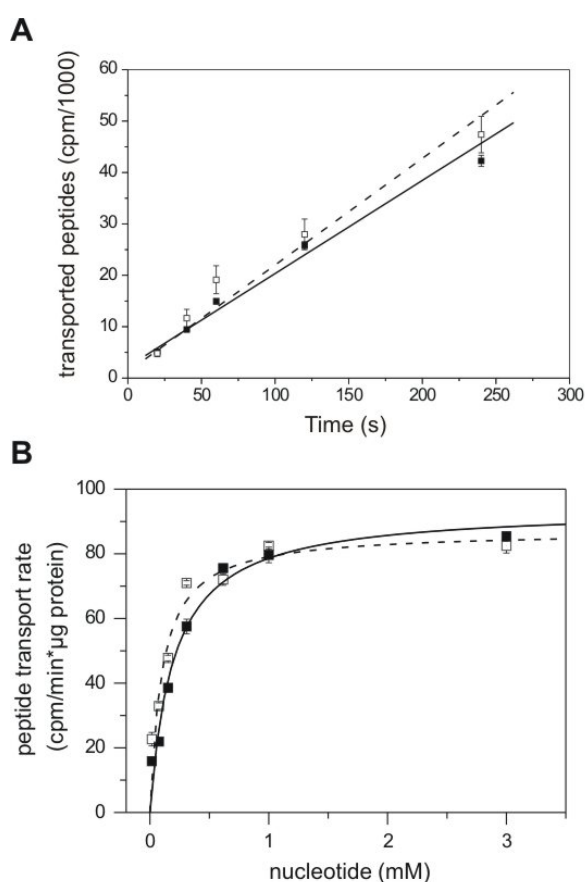 A
transported peptides (cpm/1000)
60
50
40
30
20
10
0
0 50 100 150 200 250 300
Time (s)
B
peptide transport rate
(cpm/min*µg protein)
100
80
60
40
20
0
0 1 2 3
nucleotide (mM)